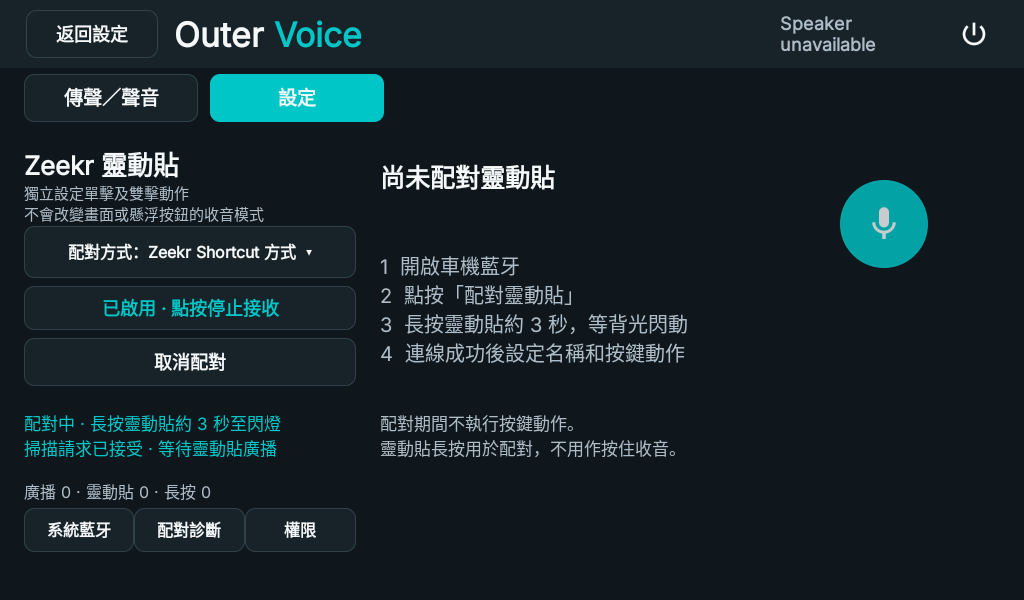 返回設定
Outer Voice
Speaker
unavailable
傳聲／聲音
設定
Zeekr 靈動貼
獨立設定單擊及雙擊動作
不會改變畫面或懸浮按鈕的收音模式
配對方式：Zeekr Shortcut 方式 ▾
已啟用 · 點按停止接收
取消配對
配對中 · 長按靈動貼約 3 秒至閃燈
掃描請求已接受 · 等待靈動貼廣播
廣播 0 · 靈動貼 0 · 長按 0
系統藍牙
配對診斷
權限
尚未配對靈動貼
1 開啟車機藍牙
2 點按「配對靈動貼」
3 長按靈動貼約 3 秒，等背光閃動
4 連線成功後設定名稱和按鍵動作
配對期間不執行按鍵動作。
靈動貼長按用於配對，不用作按住收音。